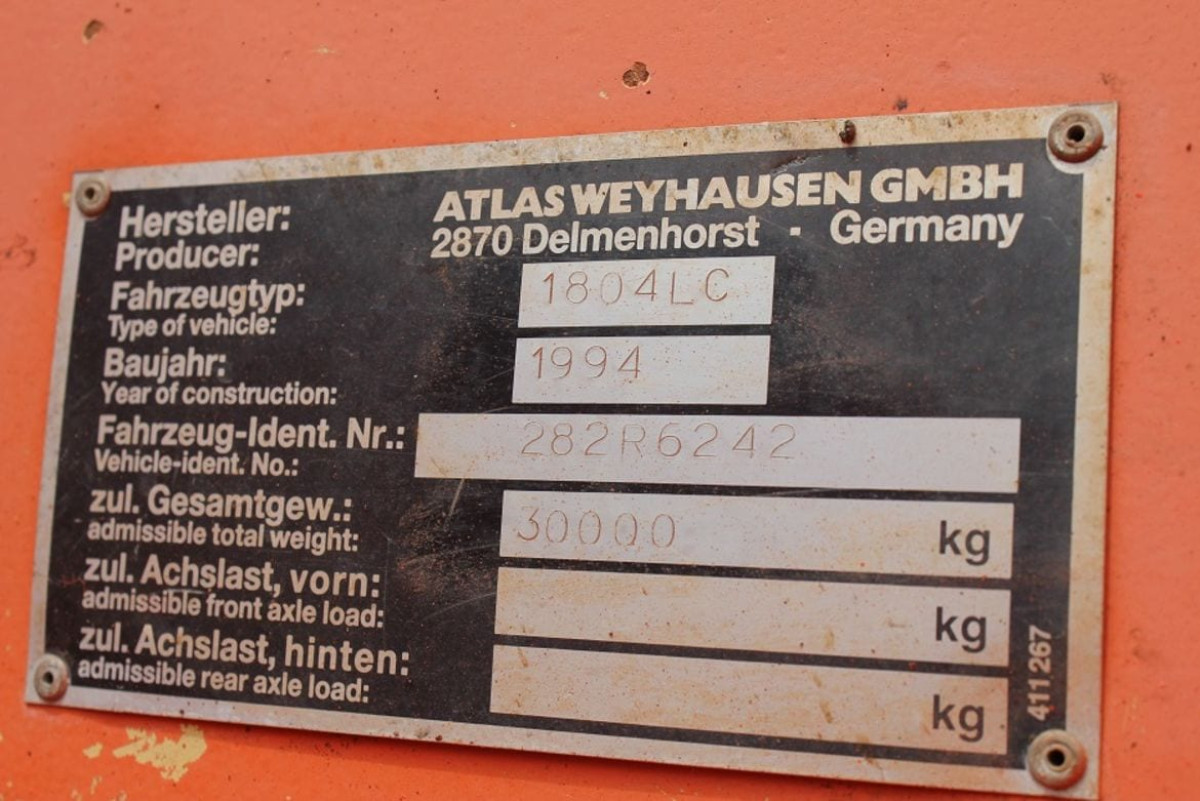 Hersteller: ATLAS WEYHAUSEN GMBH
Producer: 2870 Delmenhorst · Germany
Fahrzeugtyp: 1804LC
Type of vehicle:
Baujahr: 1994
Year of construction:
Fahrzeug-Ident. Nr.: 282R6242
Vehicle-ident. No.:
zul. Gesamtgew.: 30000 kg
admissible total weight:
zul. Achslast, vorn: kg
admissible front axle load:
zul. Achslast, hinten: kg
admissible rear axle load:
411267